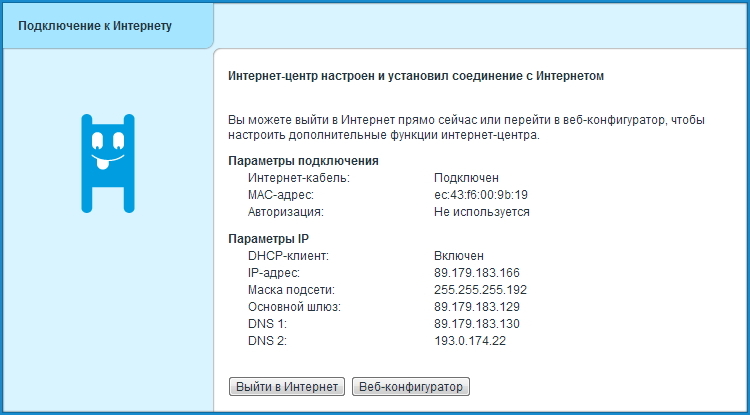 Подключение к Интернету
Интернет-центр настроен и установил соединение с Интернетом
Вы можете выйти в Интернет прямо сейчас или перейти в веб-конфигуратор, чтобы
настроить дополнительные функции интернет-центра.
Параметры подключения
Интернет-кабель: Подключен
MAC-адрес: ec:43:f6:00:9b:19
Авторизация: Не используется
Параметры IP
DHCP-клиент: Включен
IP-адрес: 89.179.183.166
Маска подсети: 255.255.255.192
Основной шлюз: 89.179.183.129
DNS 1: 89.179.183.130
DNS 2: 193.0.174.22
Выйти в Интернет Веб-конфигуратор